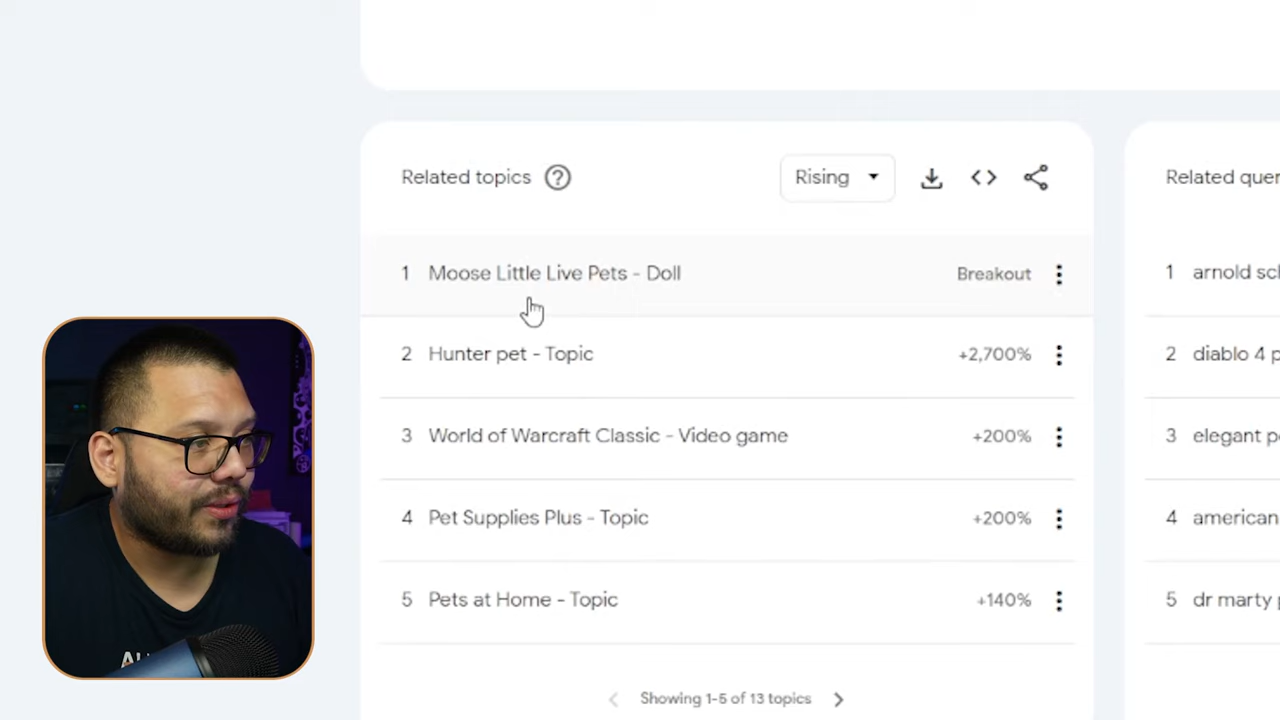 Related topics
Rising
1 Moose Little Live Pets - Doll Breakout
2 Hunter pet - Topic +2,700%
3 World of Warcraft Classic - Video game +200%
4 Pet Supplies Plus - Topic +200%
5 Pets at Home - Topic +140%
Showing 1-5 of 13 topics
Related
1 arnold
2 diablo 4
3 elegant
4 american
5 dr marty